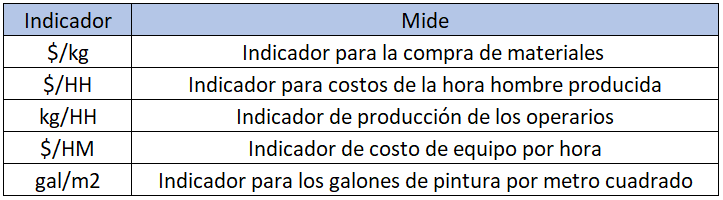 Indicador Mide
$/kg Indicador para la compra de materiales
$/HH Indicador para costos de la hora hombre producida
kg/HH Indicador de producción de los operarios
$/HM Indicador de costo de equipo por hora
gal/m2 Indicador para los galones de pintura por metro cuadrado